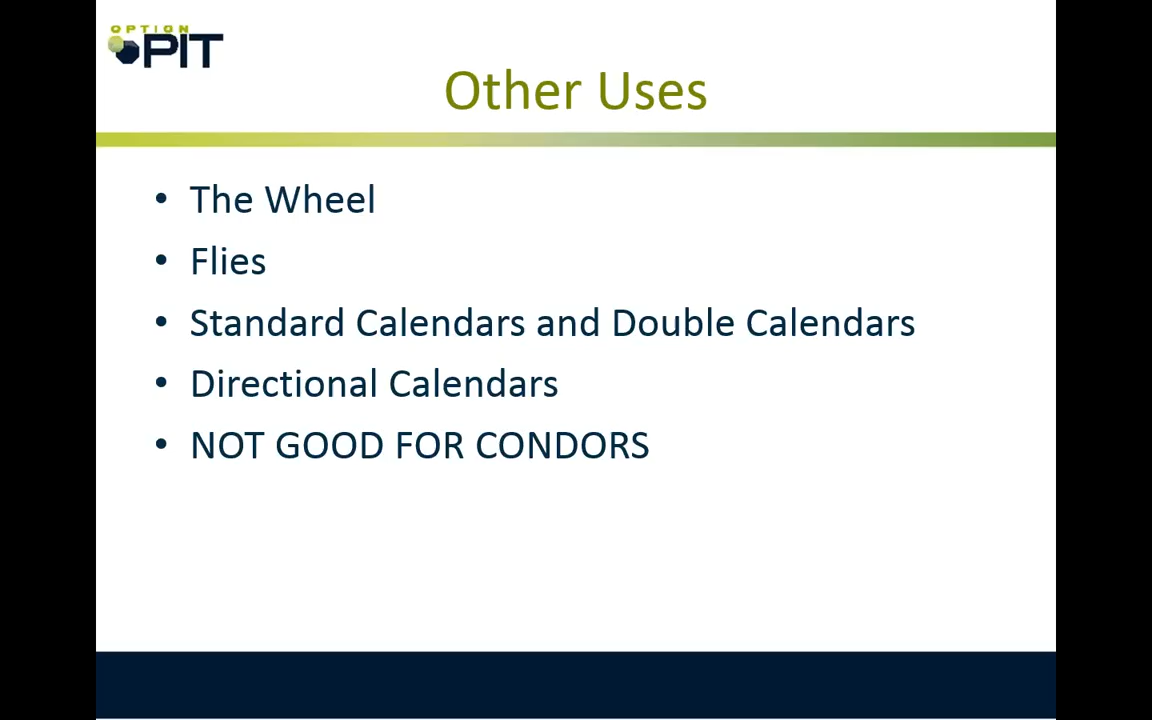 OPTION
PIT
Other Uses
• The Wheel
• Flies
• Standard Calendars and Double Calendars
• Directional Calendars
• NOT GOOD FOR CONDORS